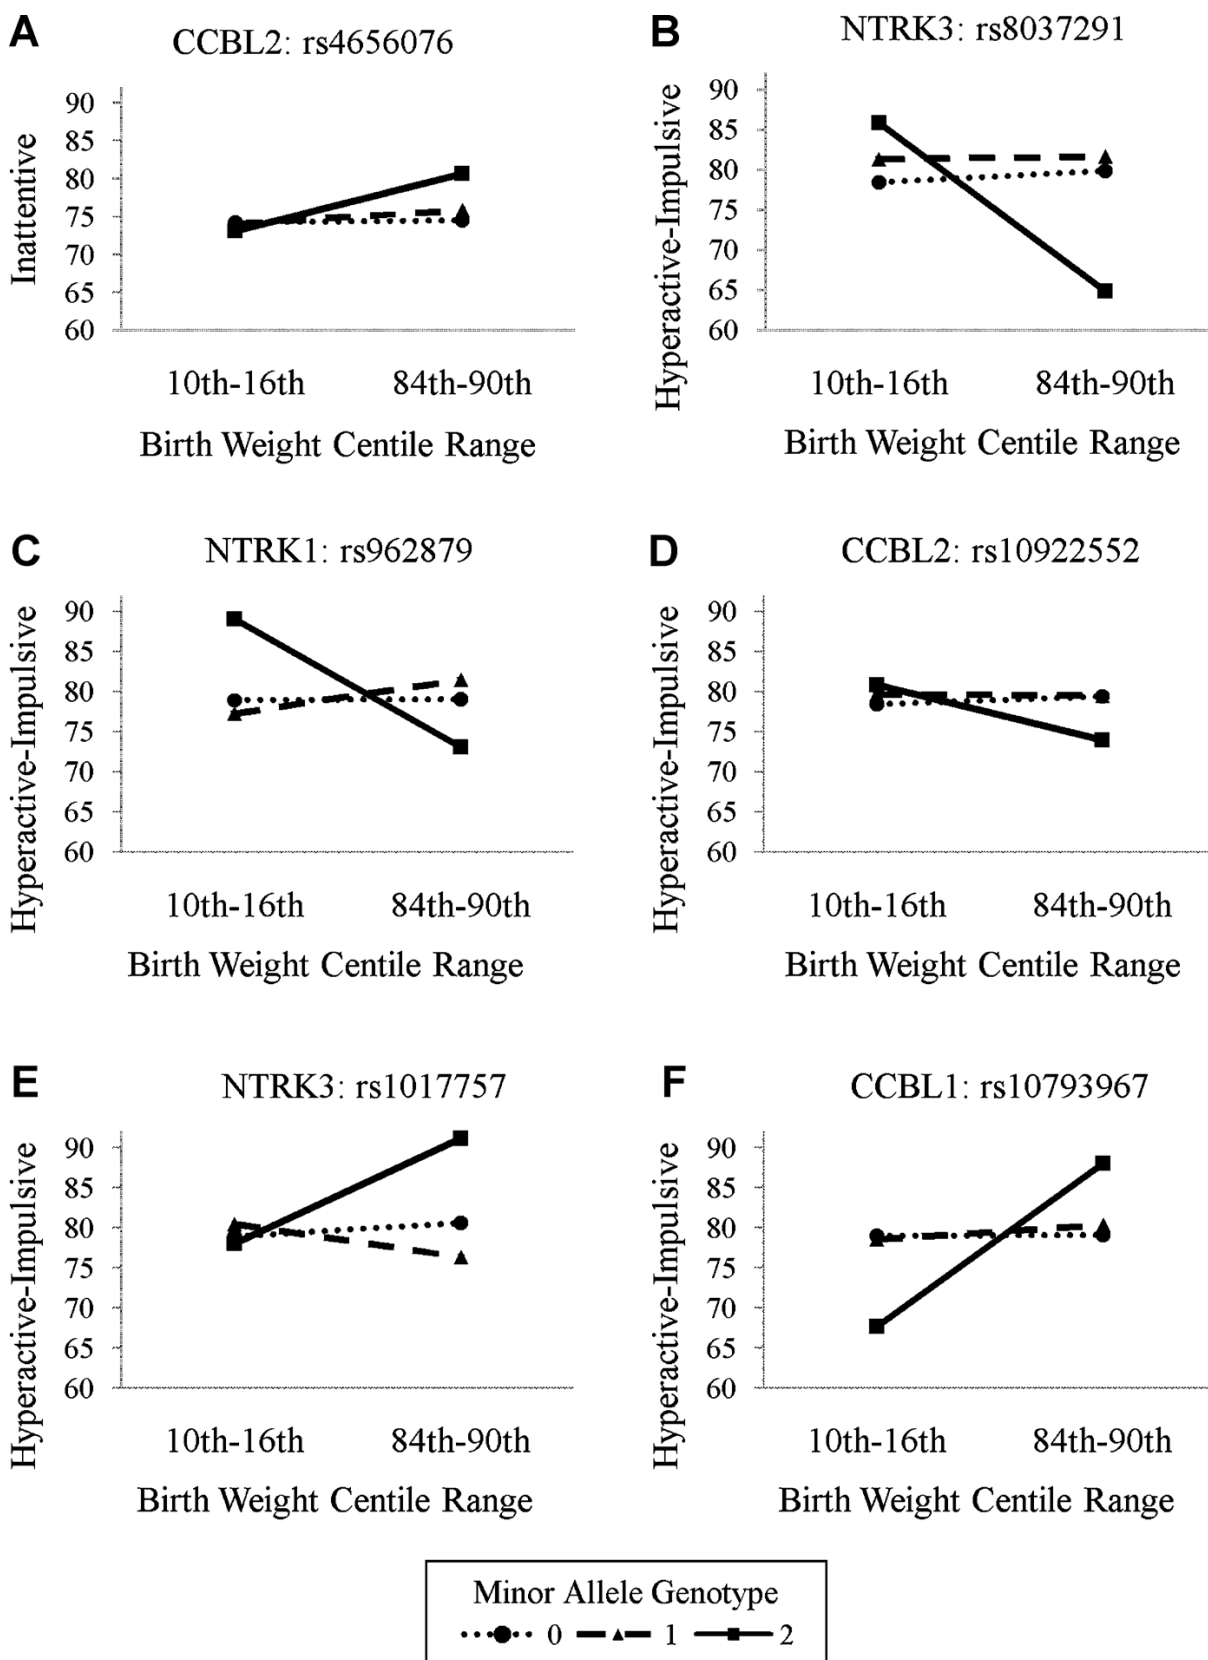 A
CCBL2: rs4656076
Inattentive
90
85
80
75
70
65
60
10th-16th 84th-90th
Birth Weight Centile Range
B
NTRK3: rs8037291
Hyperactive-Impulsive
90
85
80
75
70
65
60
10th-16th 84th-90th
Birth Weight Centile Range
C
NTRK1: rs962879
Hyperactive-Impulsive
90
85
80
75
70
65
60
10th-16th 84th-90th
Birth Weight Centile Range
D
CCBL2: rs10922552
Hyperactive-Impulsive
90
85
80
75
70
65
60
10th-16th 84th-90th
Birth Weight Centile Range
E
NTRK3: rs1017757
Hyperactive-Impulsive
90
85
80
75
70
65
60
10th-16th 84th-90th
Birth Weight Centile Range
F
CCBL1: rs10793967
Hyperactive-Impulsive
90
85
80
75
70
65
60
10th-16th 84th-90th
Birth Weight Centile Range
Minor Allele Genotype
0 1 2